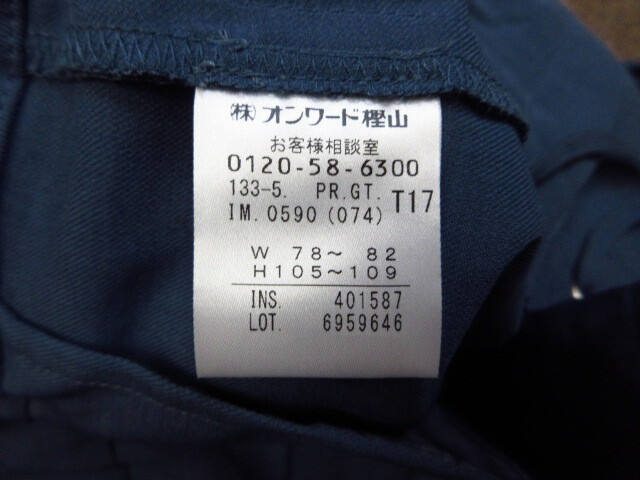 ㈱オンワード樫山
お客様相談室
0120-58-6300
133-5. PR.GT. T17
IM.0590(074)
W 78～ 82
H105～109
INS. 401587
LOT. 6959646